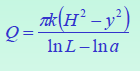 Q = πk(H² − y²) / ln L − ln a